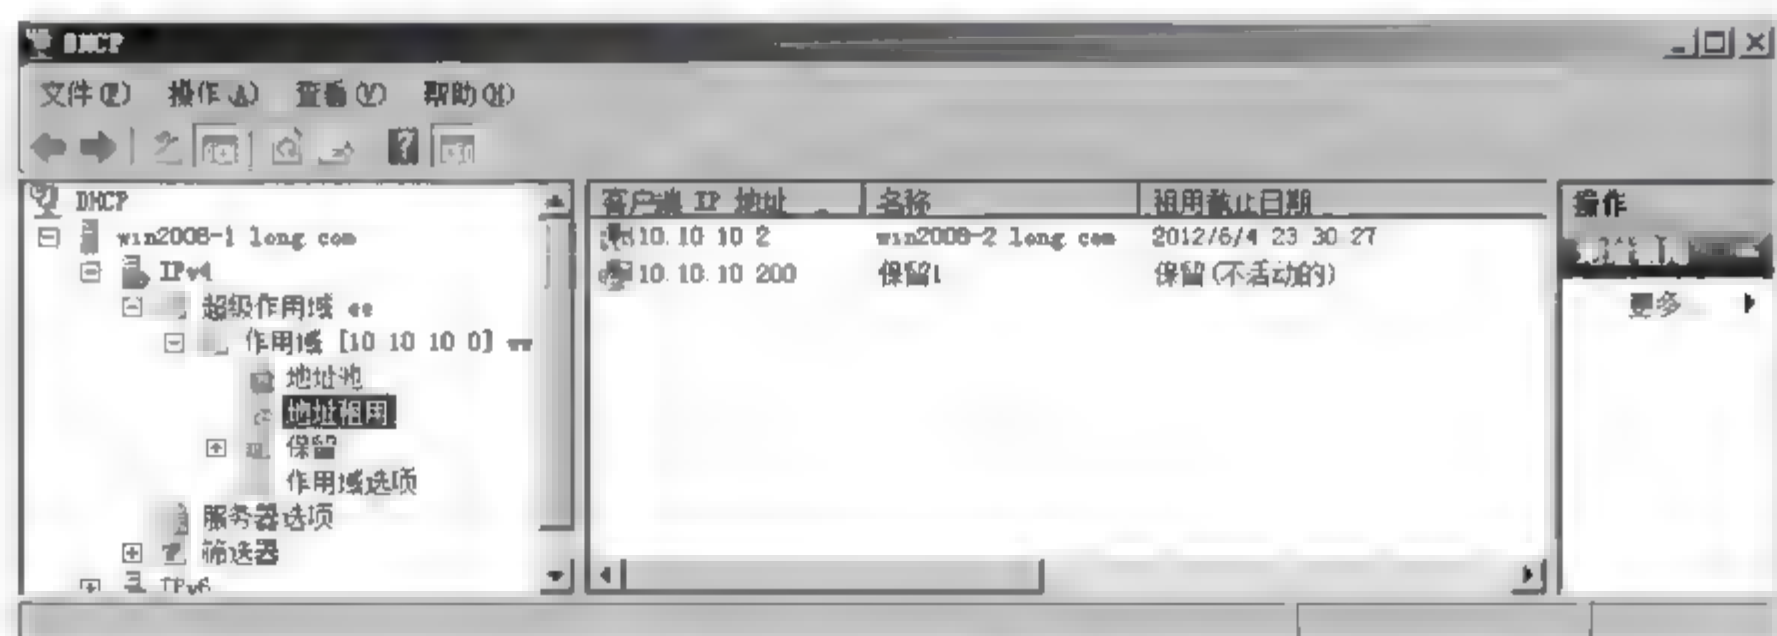 DHCP
文件(F) 操作(A) 查看(V) 帮助(H)
DHCP
win2008-1 long com
IPv4
超级作用域 ee
作用域 [10 10 10 0]
地址池
地址租用
保留
作用域选项
服务器选项
筛选器
IPv6
客户端 IP 地址 名称 租用截止日期
10.10 10 2 win2008-2 long com 2012/6/4 23 30 27
10.10.10 200 保留1 保留(不活动的)
操作
地址租用
更多